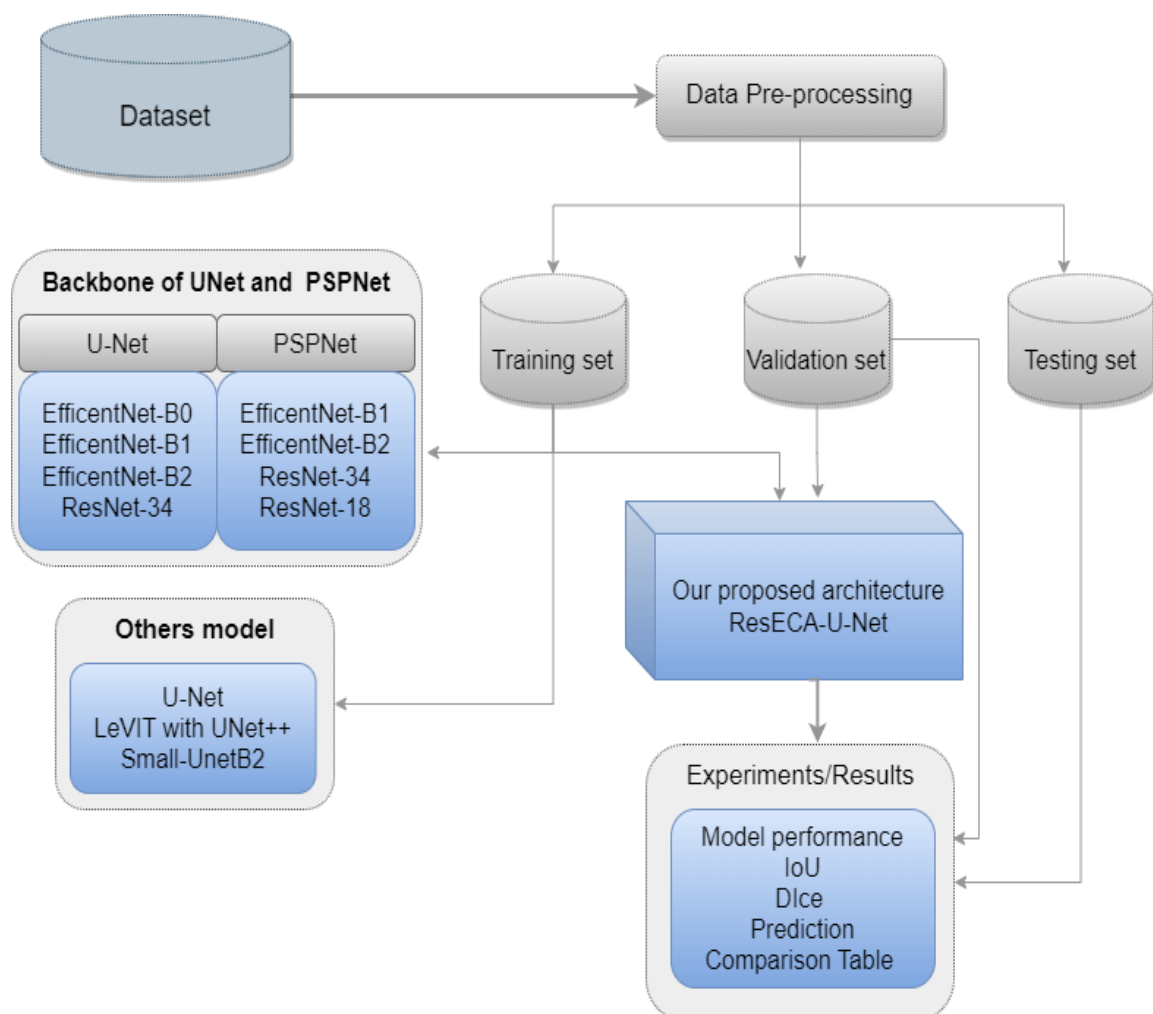 Dataset
Data Pre-processing
Backbone of UNet and PSPNet
U-Net
PSPNet
EfficentNet-B0
EfficentNet-B1
EfficentNet-B2
ResNet-34
EfficentNet-B1
EfficentNet-B2
ResNet-34
ResNet-18
Training set
Validation set
Testing set
Our proposed architecture
ResECA-U-Net
Others model
U-Net
LeVIT with UNet++
Small-UnetB2
Experiments/Results
Model performance
IoU
DIce
Prediction
Comparison Table